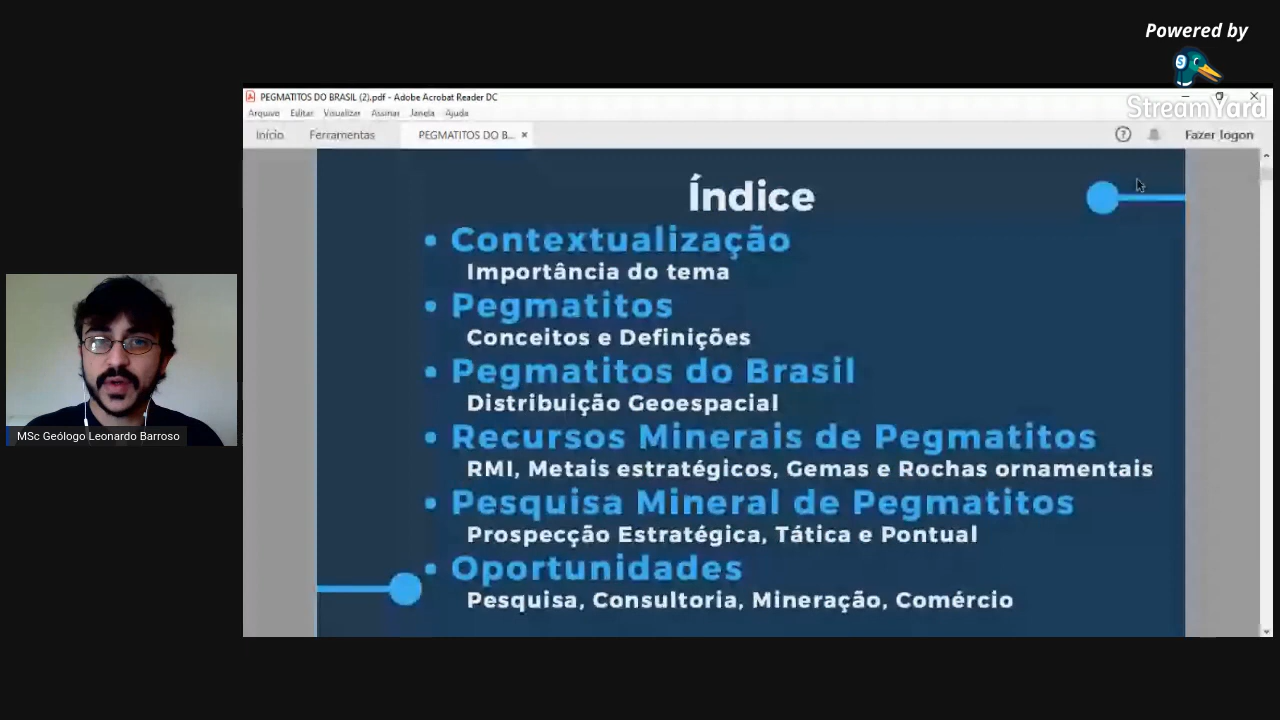 Powered by
StreamYard
PEGMATITOS DO BRASIL (2).pdf - Adobe Acrobat Reader DC
Arquivo Editar Visualizar Assinar Janela Ajuda
Início Ferramentas PEGMATITOS DO B... × Fazer logon
Índice
• Contextualização
Importância do tema
• Pegmatitos
Conceitos e Definições
• Pegmatitos do Brasil
Distribuição Geoespacial
• Recursos Minerais de Pegmatitos
RMI, Metais estratégicos, Gemas e Rochas ornamentais
• Pesquisa Mineral de Pegmatitos
Prospecção Estratégica, Tática e Pontual
• Oportunidades
Pesquisa, Consultoria, Mineração, Comércio
MSc Geólogo Leonardo Barroso